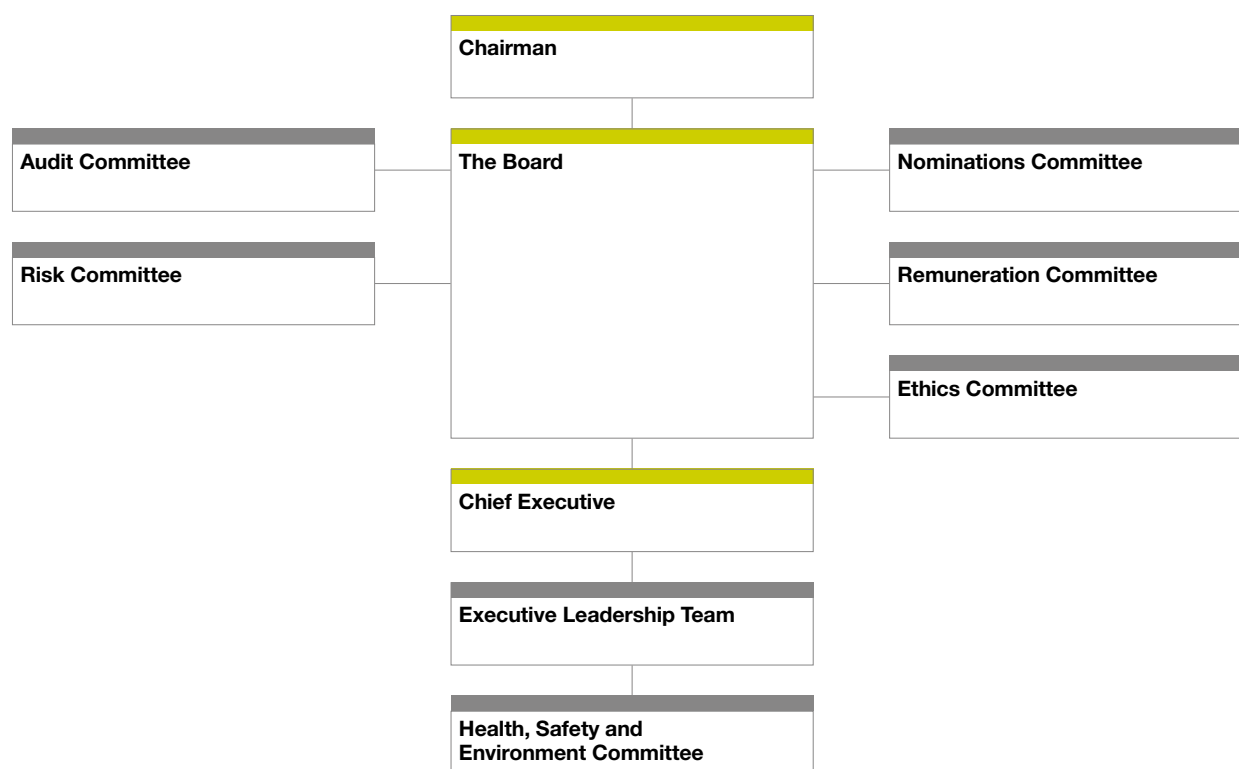 Chairman
Audit Committee
The Board
Nominations Committee
Risk Committee
Remuneration Committee
Ethics Committee
Chief Executive
Executive Leadership Team
Health, Safety and
Environment Committee